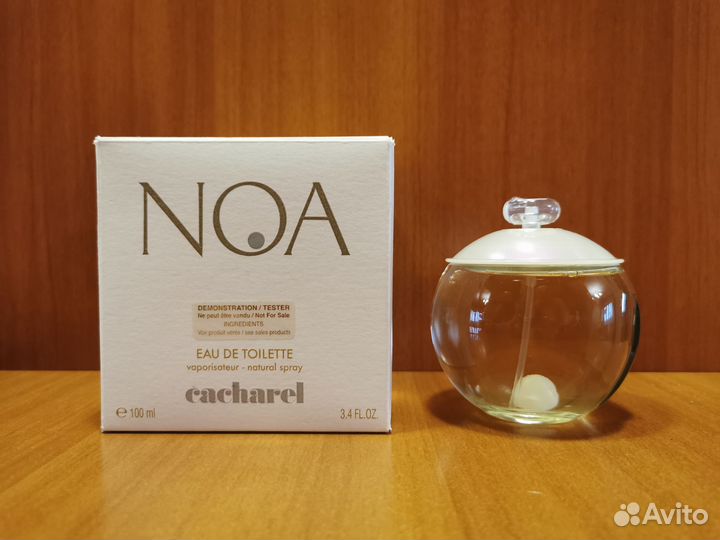 NOA
DEMONSTRATION / TESTER
Ne peut être vendu / Not For Sale
INGREDIENTS
Voir produit vente / see sales products
EAU DE TOILETTE
vaporisateur - natural spray
cacharel
℮ 100 ml 3.4 FL.OZ.
Avito